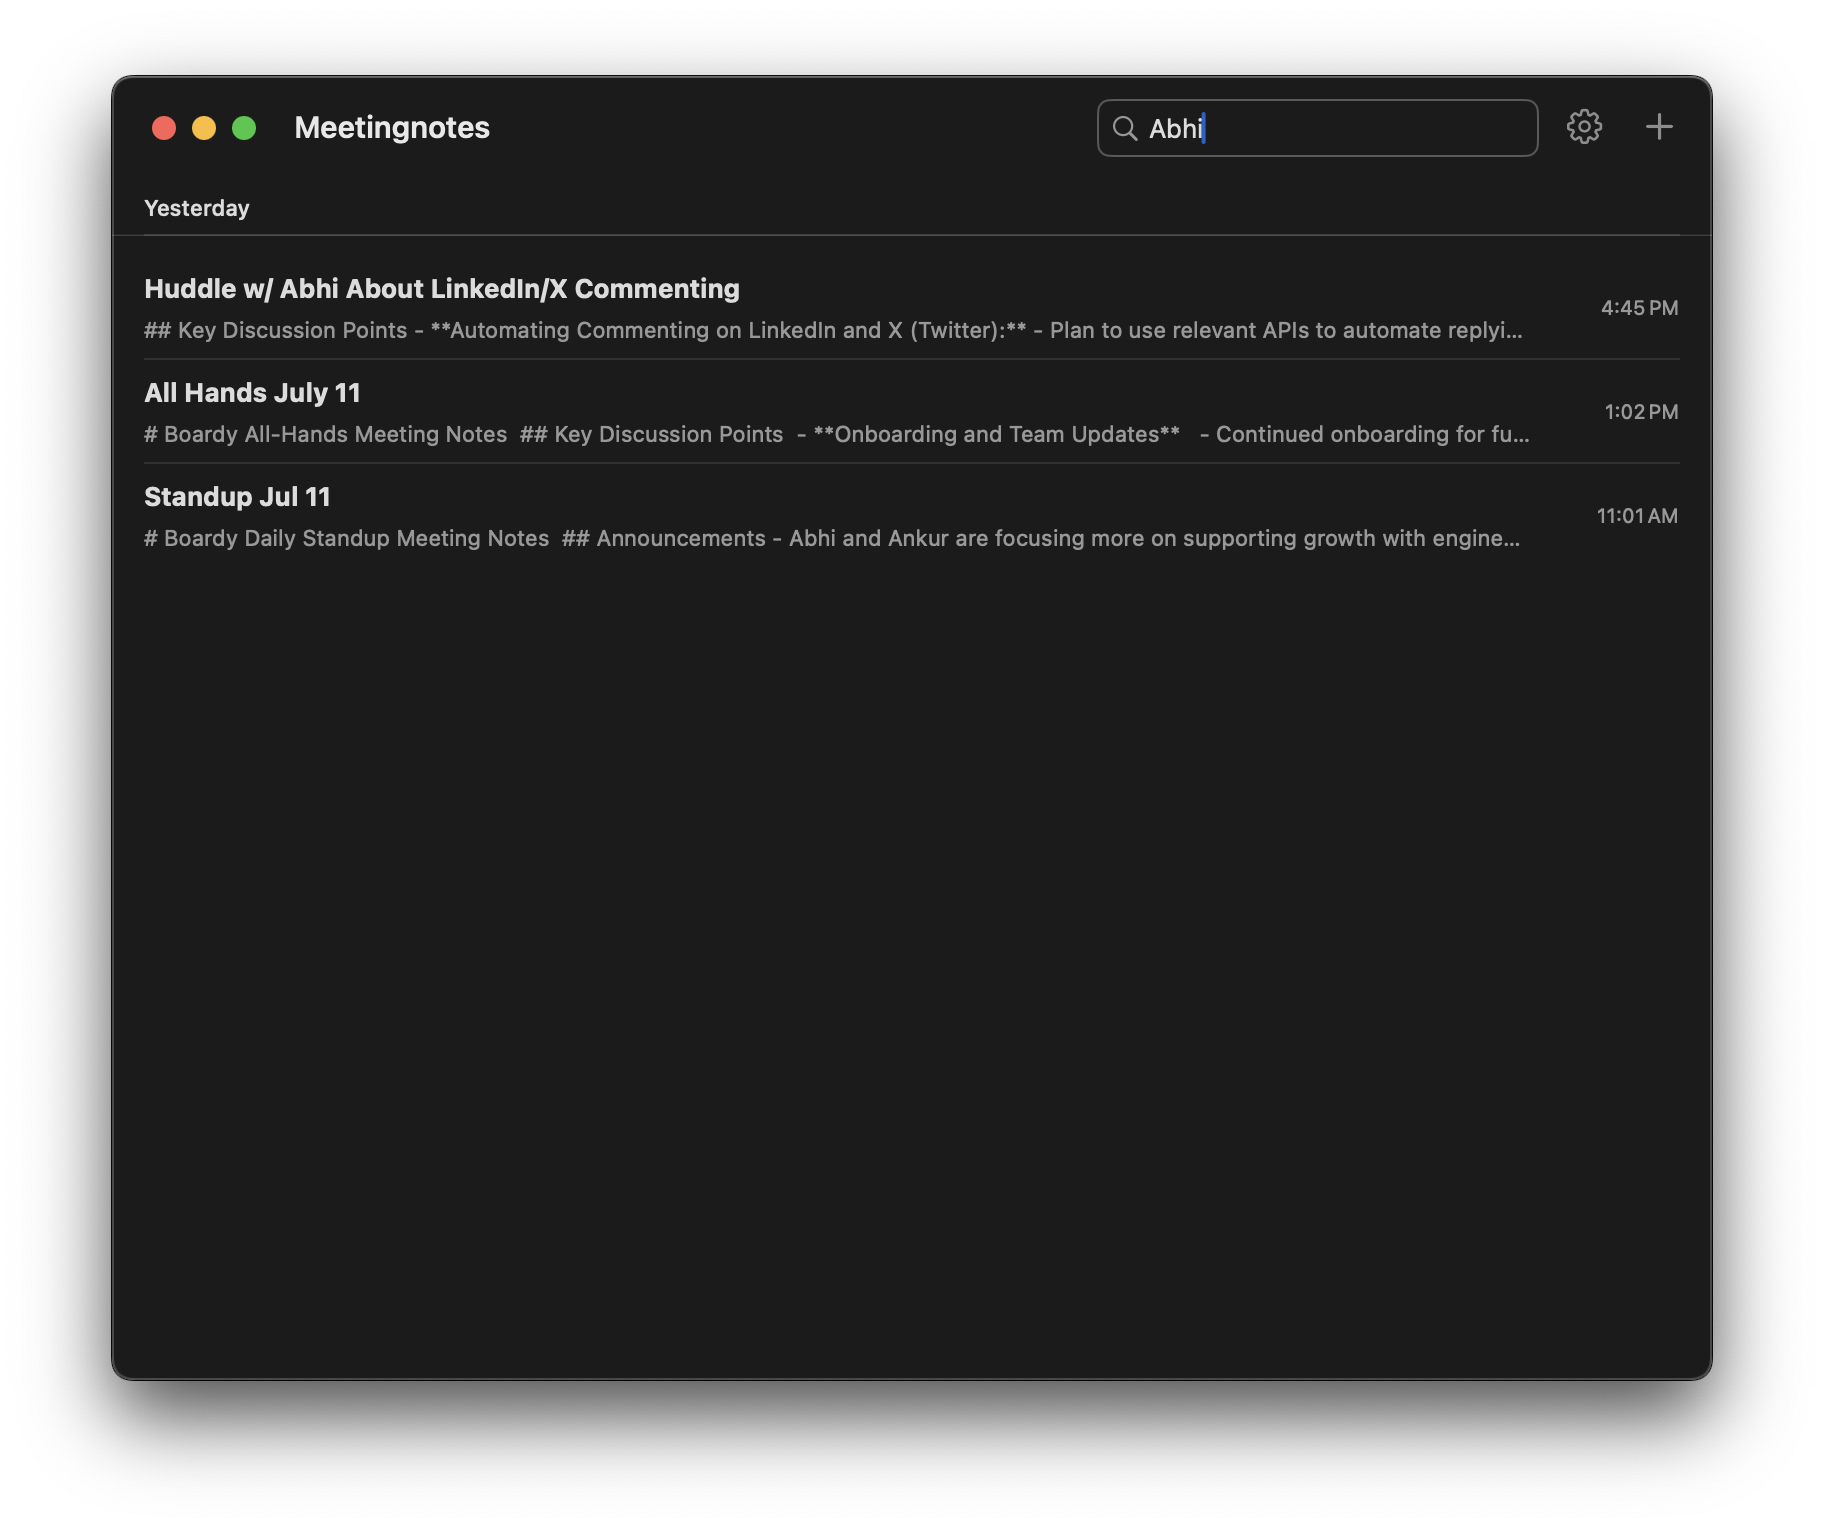 Meetingnotes
Abhi
Yesterday
Huddle w/ Abhi About LinkedIn/X Commenting
## Key Discussion Points - **Automating Commenting on LinkedIn and X (Twitter):** - Plan to use relevant APIs to automate replyi...
4:45 PM
All Hands July 11
# Boardy All-Hands Meeting Notes  ## Key Discussion Points  - **Onboarding and Team Updates**   - Continued onboarding for fu...
1:02 PM
Standup Jul 11
# Boardy Daily Standup Meeting Notes  ## Announcements - Abhi and Ankur are focusing more on supporting growth with engine...
11:01 AM